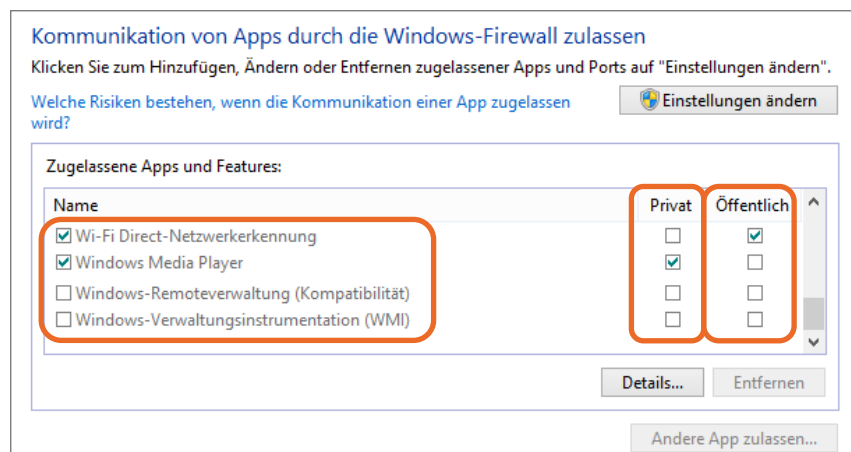 Kommunikation von Apps durch die Windows-Firewall zulassen
Klicken Sie zum Hinzufügen, Ändern oder Entfernen zugelassener Apps und Ports auf "Einstellungen ändern".
Welche Risiken bestehen, wenn die Kommunikation einer App zugelassen
wird?
Einstellungen ändern
Zugelassene Apps und Features:
Name Privat Öffentlich
Wi-Fi Direct-Netzwerkerkennung
Windows Media Player
Windows-Remoteverwaltung (Kompatibilität)
Windows-Verwaltungsinstrumentation (WMI)
Details... Entfernen
Andere App zulassen...